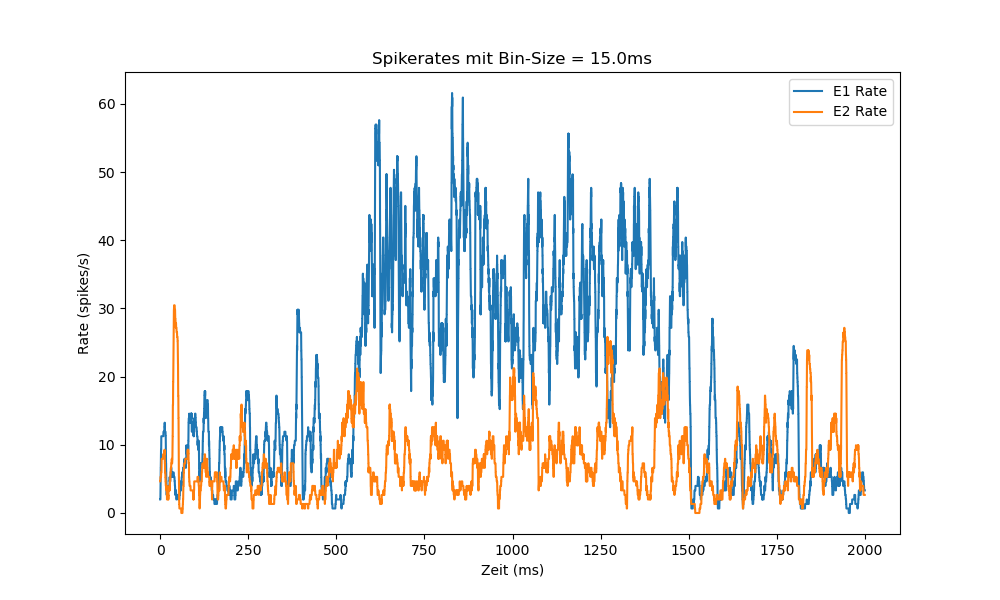 Spikerates mit Bin-Size = 15.0ms
E1 Rate
E2 Rate
Rate (spikes/s)
60
50
40
30
20
10
0
0 250 500 750 1000 1250 1500 1750 2000
Zeit (ms)